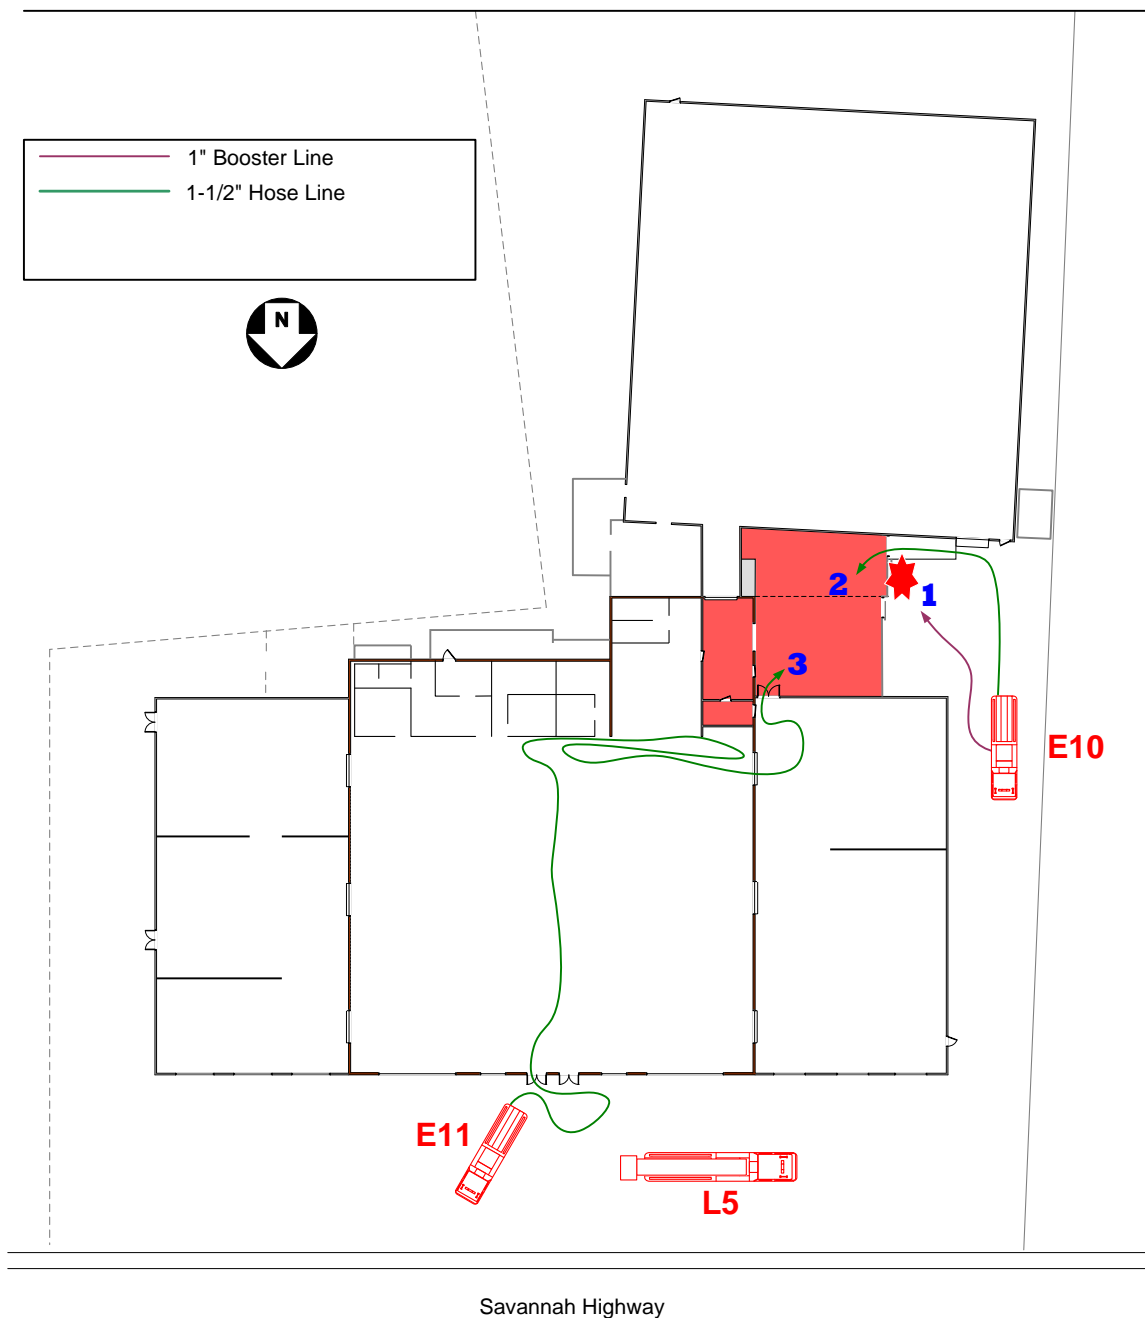 1" Booster Line
1-1/2" Hose Line
N
2
1
3
E10
E11
L5
Savannah Highway